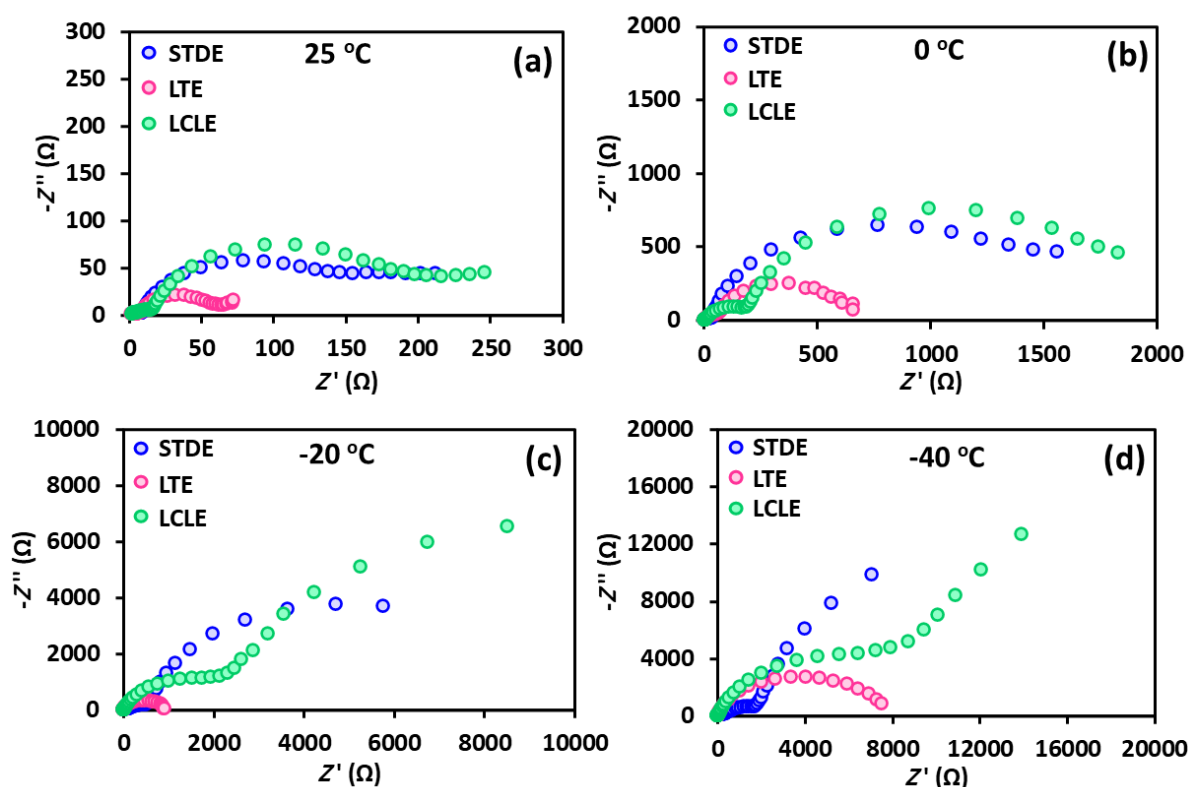 300
250
200
150
100
50
0
-Z'' (Ω)
STDE
LTE
LCLE
25 °C
(a)
0 50 100 150 200 250 300
Z' (Ω)
2000
1500
1000
500
0
-Z'' (Ω)
STDE
LTE
LCLE
0 °C
(b)
0 500 1000 1500 2000
Z' (Ω)
10000
8000
6000
4000
2000
0
-Z'' (Ω)
STDE
LTE
LCLE
-20 °C
(c)
0 2000 4000 6000 8000 10000
Z' (Ω)
20000
16000
12000
8000
4000
0
-Z'' (Ω)
STDE
LTE
LCLE
-40 °C
(d)
0 4000 8000 12000 16000 20000
Z' (Ω)